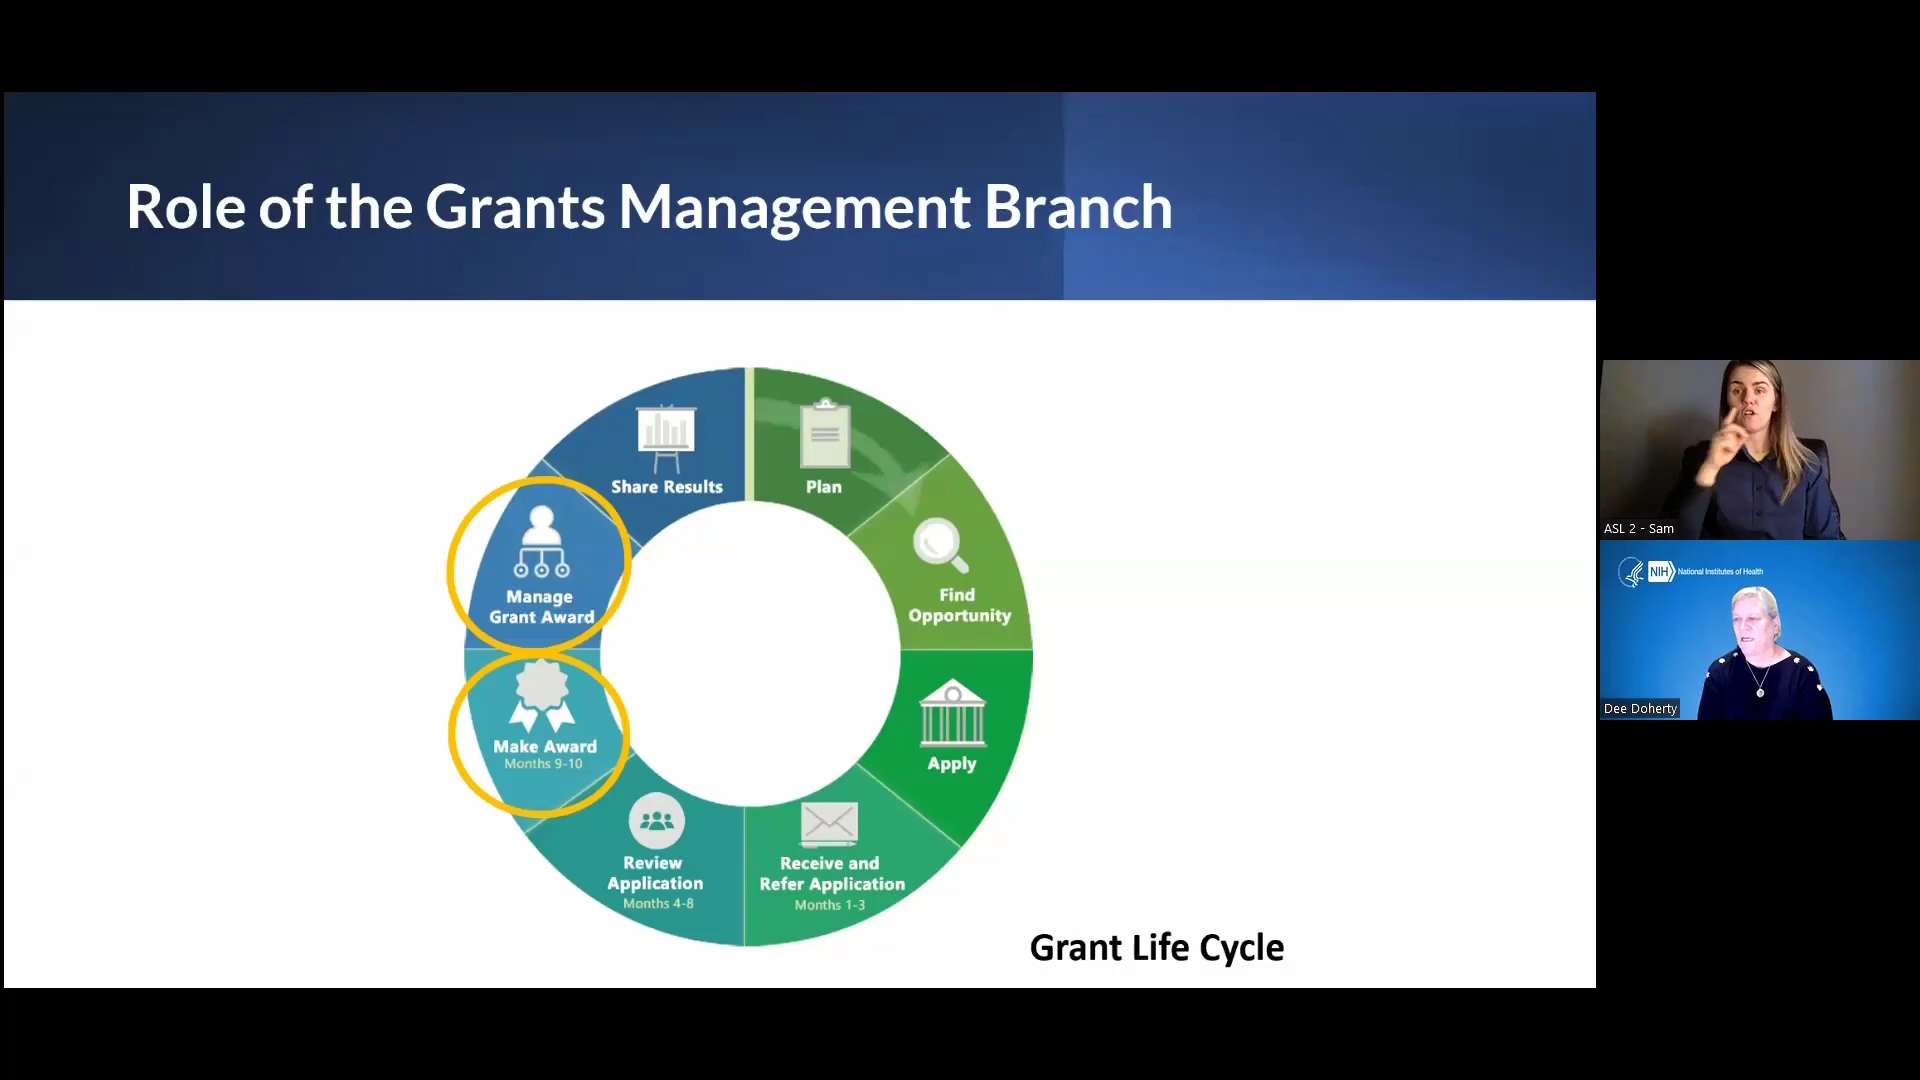 Role of the Grants Management Branch
Share Results
Plan
Manage
Grant Award
Find
Opportunity
Make Award
Months 9-10
Apply
Review
Application
Months 4-8
Receive and
Refer Application
Months 1-3
Grant Life Cycle
ASL 2 - Sam
NIH National Institutes of Health
Dee Doherty